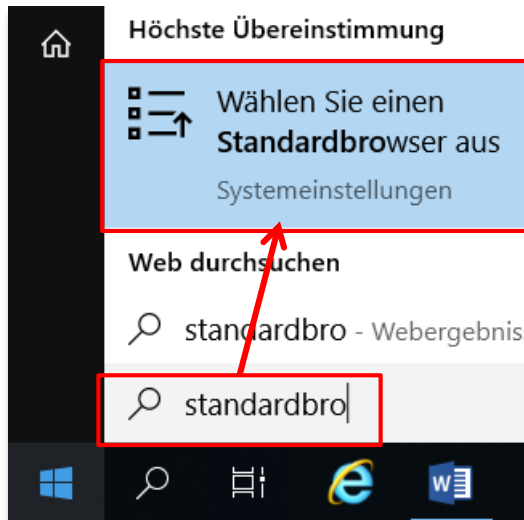 Höchste Übereinstimmung
Wählen Sie einen
Standardbrowser aus
Systemeinstellungen
Web durchsuchen
standardbro - Webergebnis
standardbro